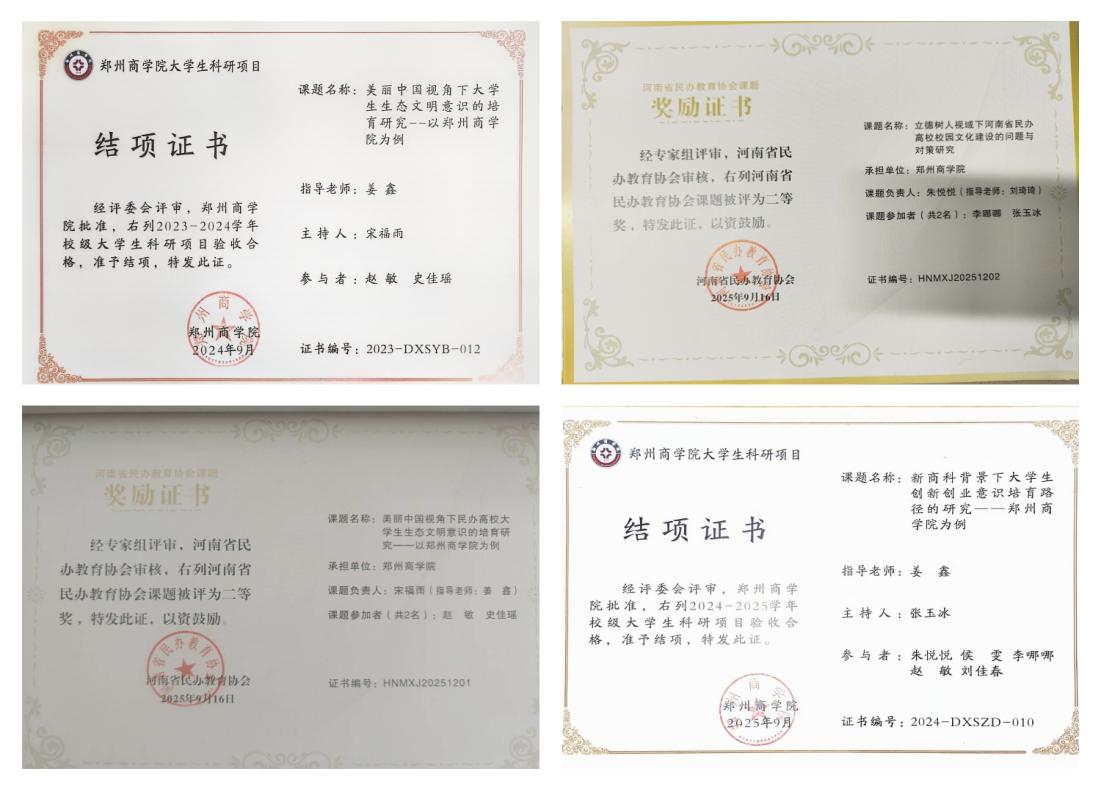 郑州商学院大学生科研项目
结项证书
经评委会评审，郑州商学
院批准，右列2023-2024学年
校级大学生科研项目验收合
格，准予结项，特发此证。
郑州商学院
2024年9月
课题名称：美丽中国视角下大学
生生态文明意识的培
育研究--以郑州商学
院为例
指导老师：姜 鑫
主 持 人：宋福雨
参 与 者：赵 敏 史佳瑶
证书编号：2023-DXSYB-012
河南省民办教育协会课题
奖励证书
经专家组评审，河南省民
办教育协会审核，右列河南省
民办教育协会课题被评为二等
奖，特发此证，以资鼓励。
河南省民办教育协会
2025年9月16日
课题名称：立德树人视域下河南省民办
高校校园文化建设的问题与
对策研究
承担单位：郑州商学院
课题负责人：朱悦悦（指导老师：刘琦琦）
课题参加者（共2名）：李哪哪 张玉冰
证书编号：HNMXJ20251202
河南省民办教育协会课题
奖励证书
经专家组评审，河南省民
办教育协会审核，右列河南省
民办教育协会课题被评为二等
奖，特发此证，以资鼓励。
河南省民办教育协会
2025年9月16日
课题名称：美丽中国视角下民办高校大
学生生态文明意识的培育研
究——以郑州商学院为例
承担单位：郑州商学院
课题负责人：宋福雨（指导老师：姜 鑫）
课题参加者（共2名）：赵 敏 史佳瑶
证书编号：HNMXJ20251201
郑州商学院大学生科研项目
结项证书
经评委会评审，郑州商学
院批准，右列2024-2025学年
校级大学生科研项目验收合
格，准予结项，特发此证。
郑州商学院
2025年9月
课题名称：新商科背景下大学生
创新创业意识培育路
径的研究——郑州商
学院为例
指导老师：姜 鑫
主 持 人：张玉冰
参 与 者：朱悦悦 侯 雯 李哪哪
赵 敏 刘佳春
证书编号：2024-DXSZD-010